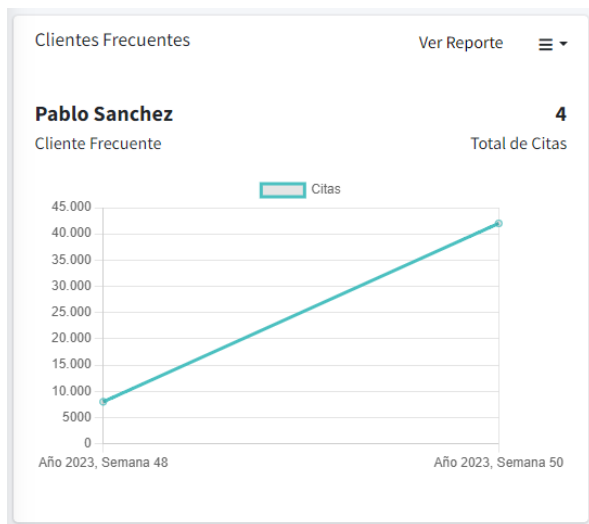 Clientes Frecuentes
Ver Reporte
Pablo Sanchez
4
Cliente Frecuente
Total de Citas
Citas
45.000
40.000
35.000
30.000
25.000
20.000
15.000
10.000
5000
0
Año 2023, Semana 48
Año 2023, Semana 50